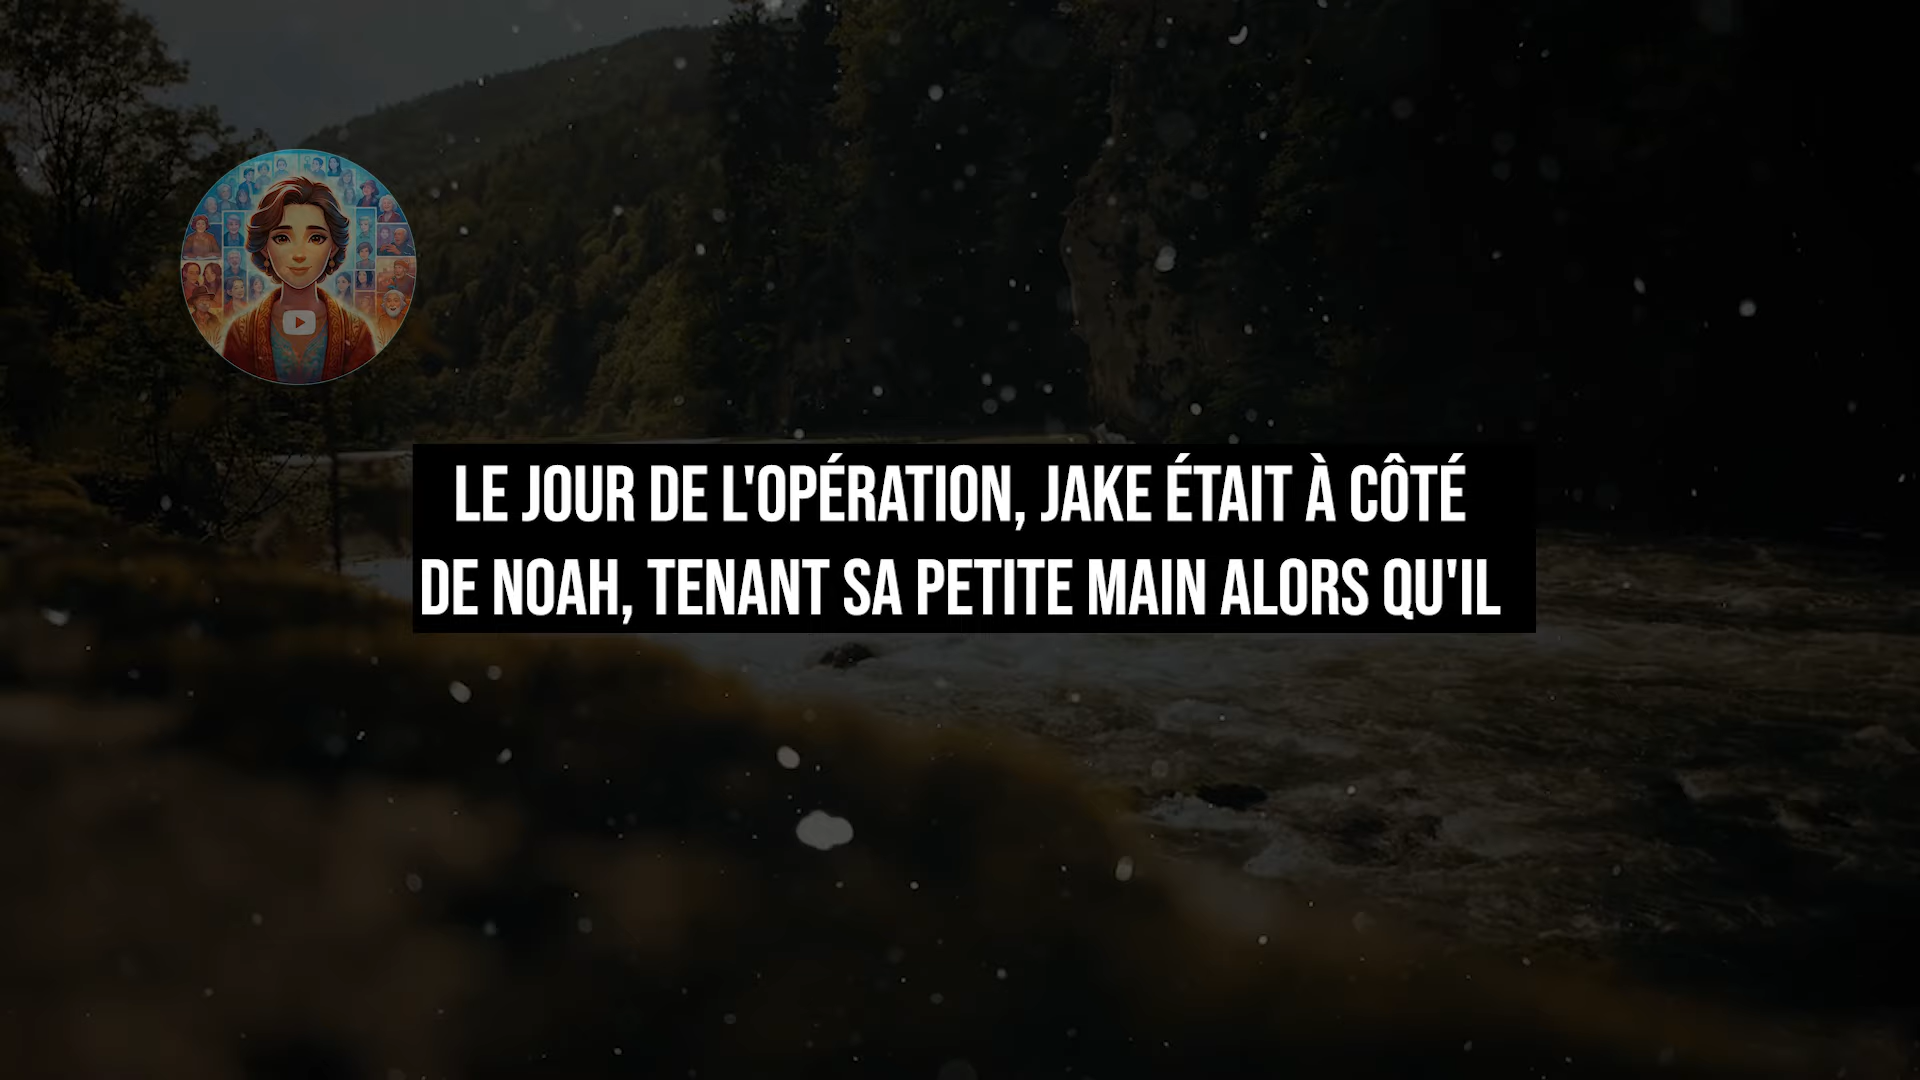 LE JOUR DE L'OPÉRATION, JAKE ÉTAIT À CÔTÉ
DE NOAH, TENANT SA PETITE MAIN ALORS QU'IL